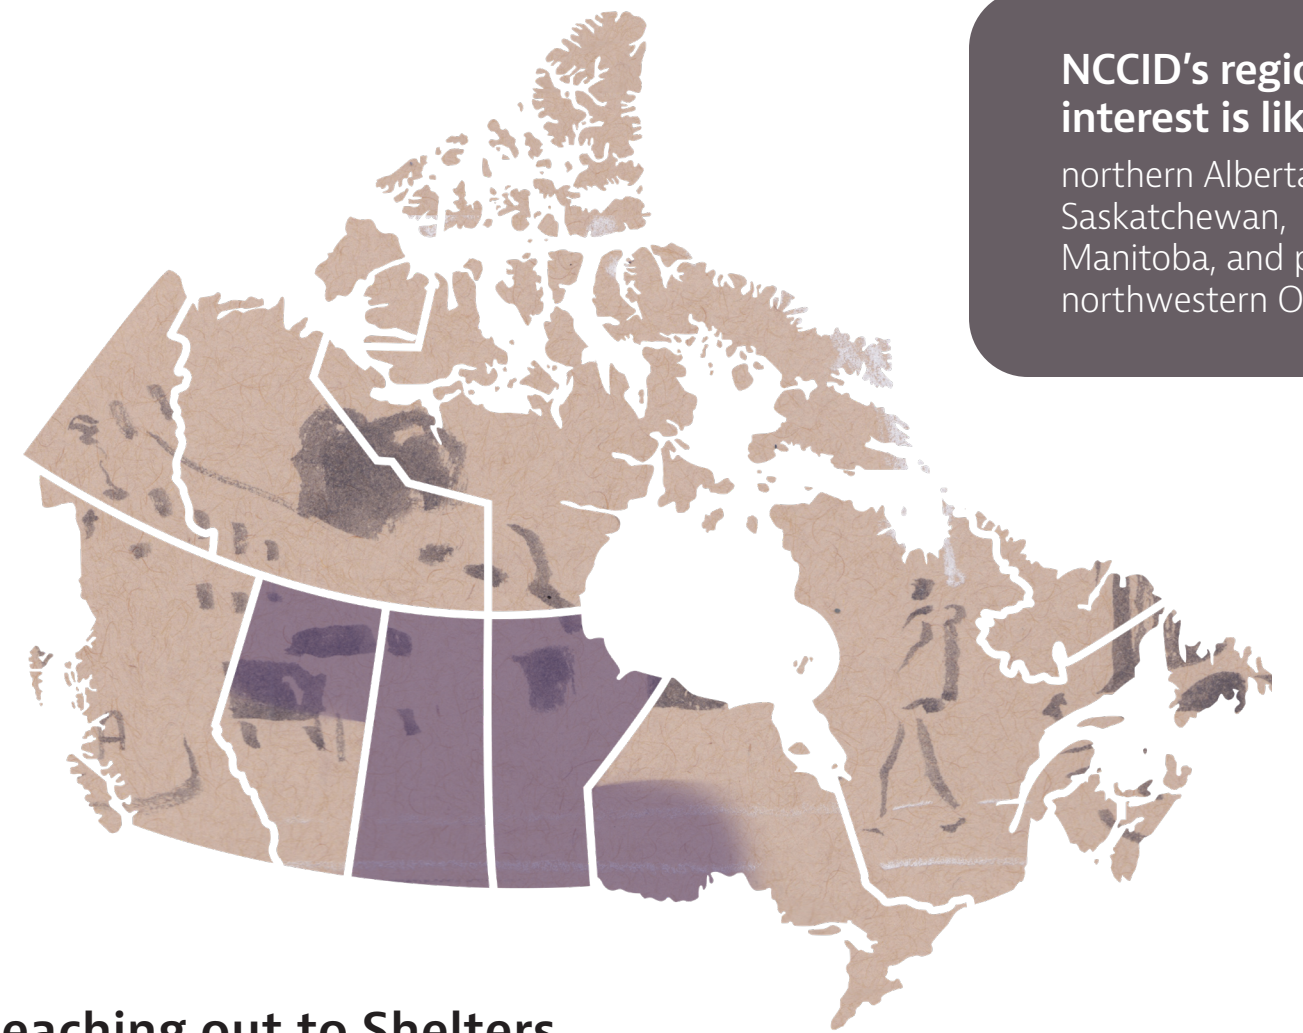 NCCID's regio
interest is lik
northern Alberta
Saskatchewan,
Manitoba, and p
northwestern O
eaching out to Shelters